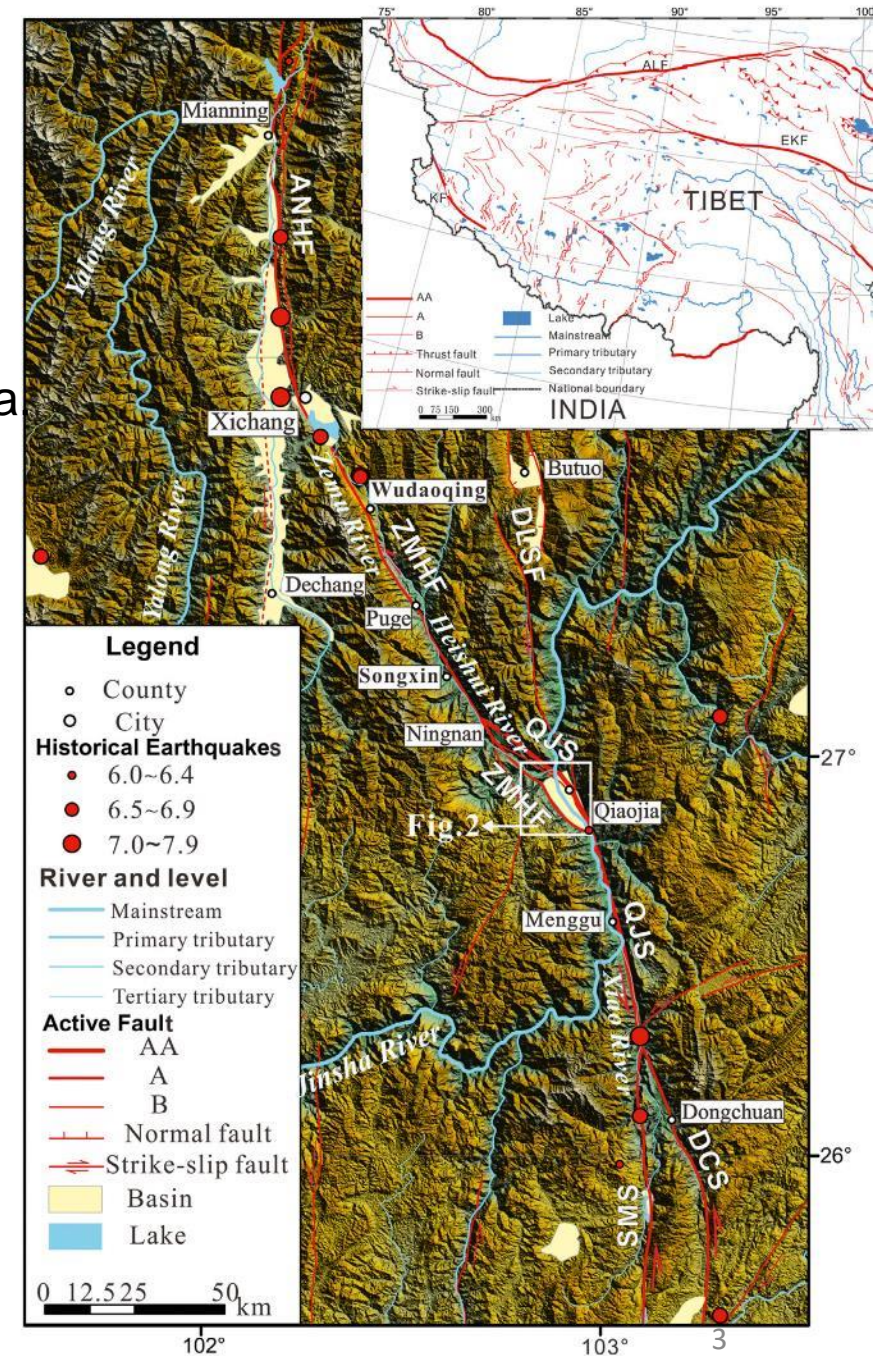 75° 80° 85° 90° 95° 100
ALF
EKF
KF
TIBET
AA
A
B
Thrust fault
Normal fault
Strike-slip fault
Lake
Mainstream
Primary tributary
Secondary tributary
National boundary
0 75 150 300
km
INDIA
Mianning
Yalong River
ANHF
a
Xichang
Zemu River
Wudaoqing
Butuo
Yalong River
ZMHF
DLSF
Dechang
Puge
Heishui River
Songxin
Ningnan
QJS
ZMHF
27°
Qiaojia
Fig.2
Menggu
QJS
Xiao River
Jinsha River
Dongchuan
DCS
26°
SMS
Legend
County
City
Historical Earthquakes
6.0~6.4
6.5~6.9
7.0~7.9
River and level
Mainstream
Primary tributary
Secondary tributary
Tertiary tributary
Active Fault
AA
A
B
Normal fault
Strike-slip fault
Basin
Lake
0 12.5 25 50
km
102° 103°
3